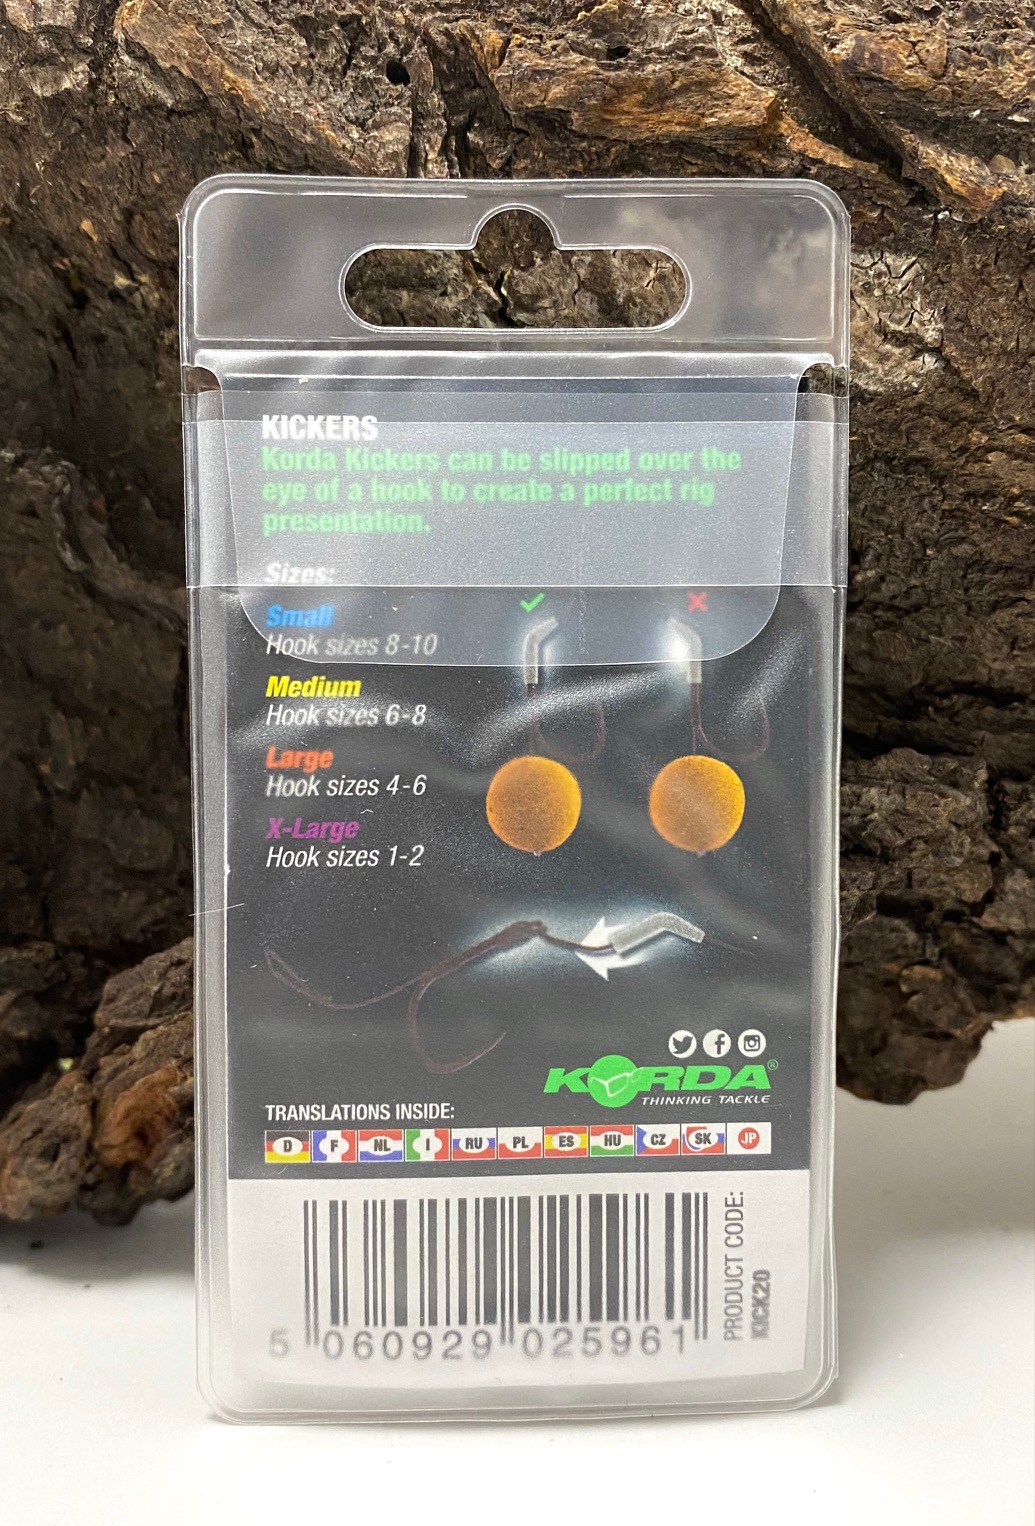 KICKERS
Korda Kickers can be slipped over the
eye of a hook to create a perfect rig
presentation.
Sizes:
Small
Hook sizes 8-10
Medium
Hook sizes 6-8
Large
Hook sizes 4-6
X-Large
Hook sizes 1-2
KORDA®
THINKING TACKLE
TRANSLATIONS INSIDE:
D F NL I RU PL ES HU CZ SK JP
5 060929 025961
PRODUCT CODE:
KICK20